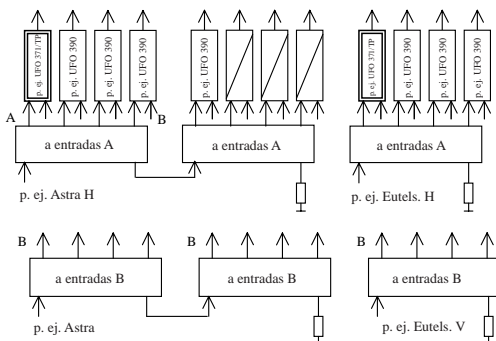 p. ej. UFO 371/TP
p. ej. UFO 390
p. ej. UFO 390
p. ej. UFO 390
p. ej. UFO 390
p. ej. UFO 371/TP
p. ej. UFO 390
p. ej. UFO 390
p. ej. UFO 390
A
B
a entradas A
a entradas A
a entradas A
p. ej. Astra H
p. ej. Eutels. H
B
B
B
a entradas B
a entradas B
a entradas B
p. ej. Astra
p. ej. Eutels. V